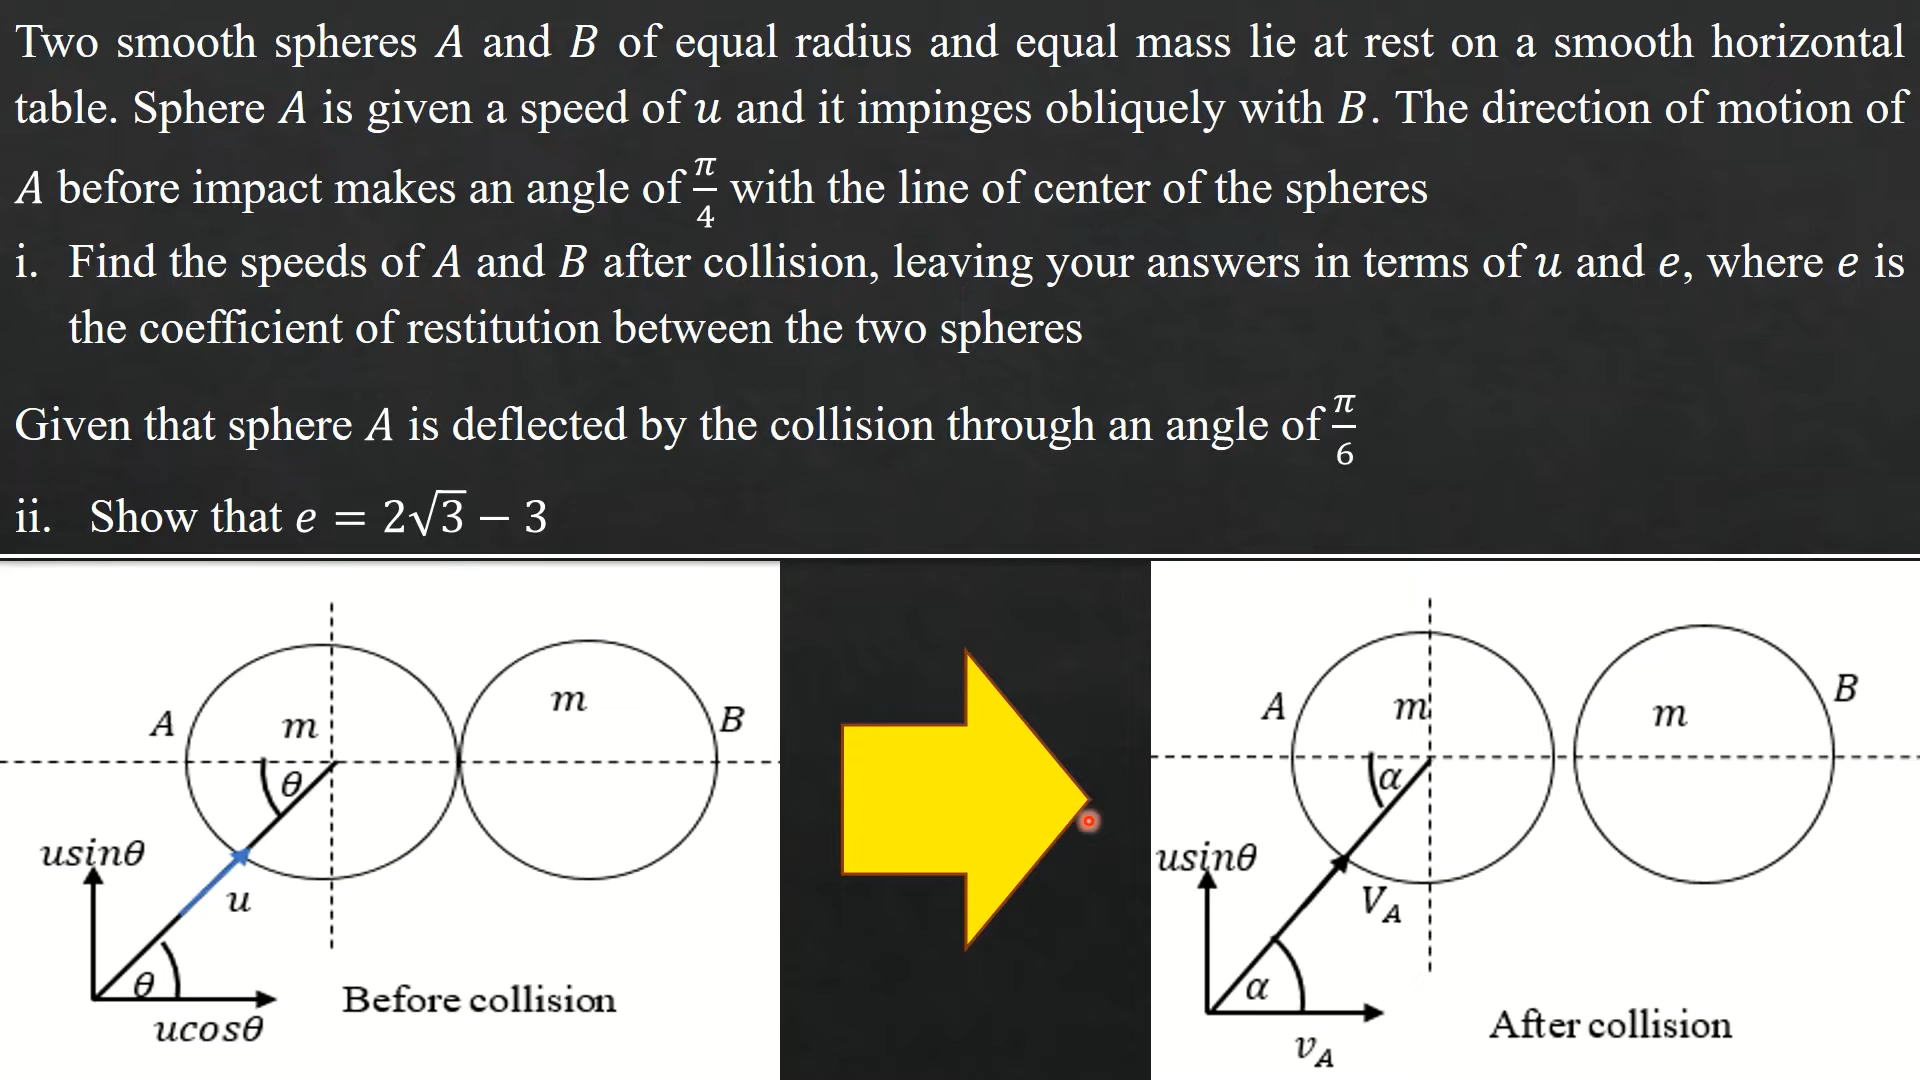 Two smooth spheres A and B of equal radius and equal mass lie at rest on a smooth horizontal
table. Sphere A is given a speed of u and it impinges obliquely with B. The direction of motion of
A before impact makes an angle of π/4 with the line of center of the spheres
i. Find the speeds of A and B after collision, leaving your answers in terms of u and e, where e is
the coefficient of restitution between the two spheres
Given that sphere A is deflected by the collision through an angle of π/6
ii. Show that e = 2√3 − 3
A
m
m
B
θ
usinθ
u
θ
ucosθ
Before collision
A
m
m
B
α
usinθ
V_A
α
v_A
After collision